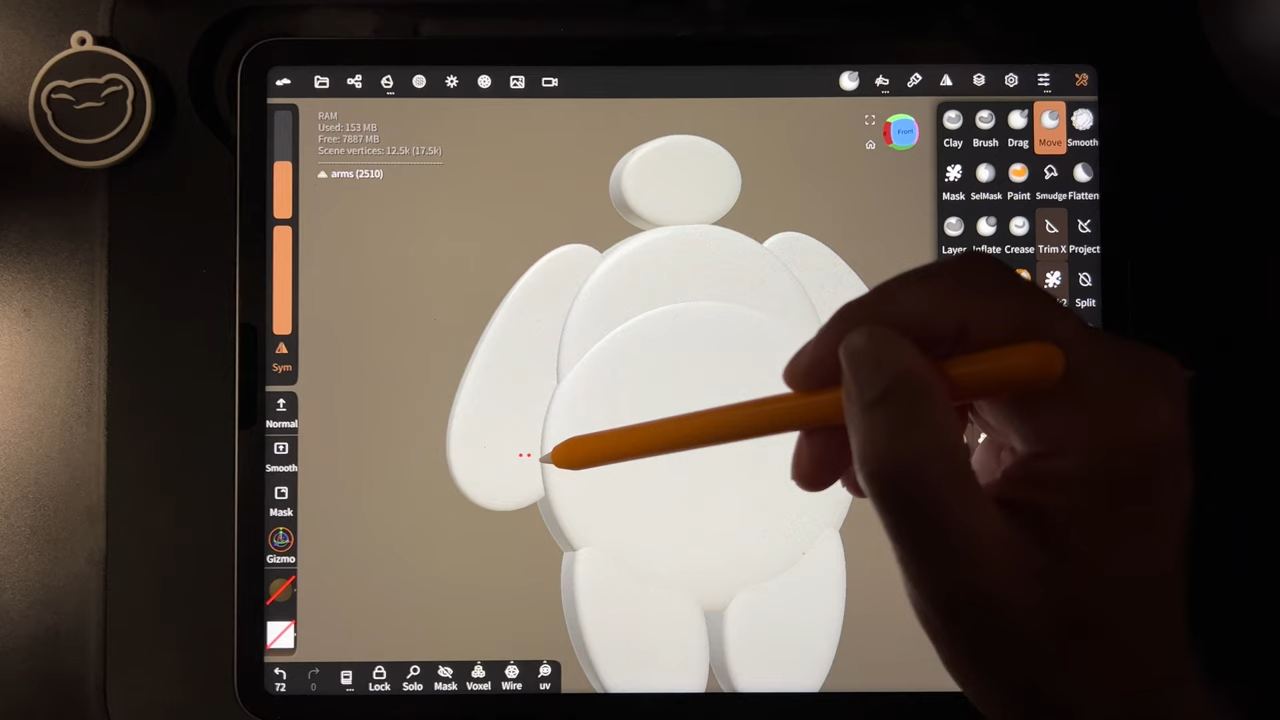 RAM
Used: 153 MB
Free: 7887 MB
Scene vertices: 12.5k (17.5k)
arms (2510)
Front
Clay Brush Drag Move Smooth
Mask SelMask Paint Smudge Flatten
Layer Inflate Crease Trim Project
Split
Sym
Normal
Smooth
Mask
Gizmo
72 0 Lock Solo Mask Voxel Wire uv